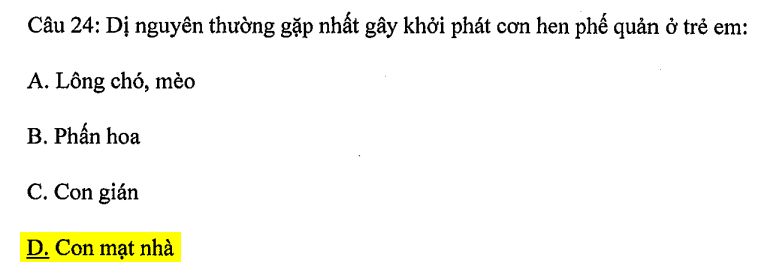 Câu 24: Dị nguyên thường gặp nhất gây khởi phát cơn hen phế quản ở trẻ em:
A. Lông chó, mèo
B. Phấn hoa
C. Con gián
D. Con mạt nhà